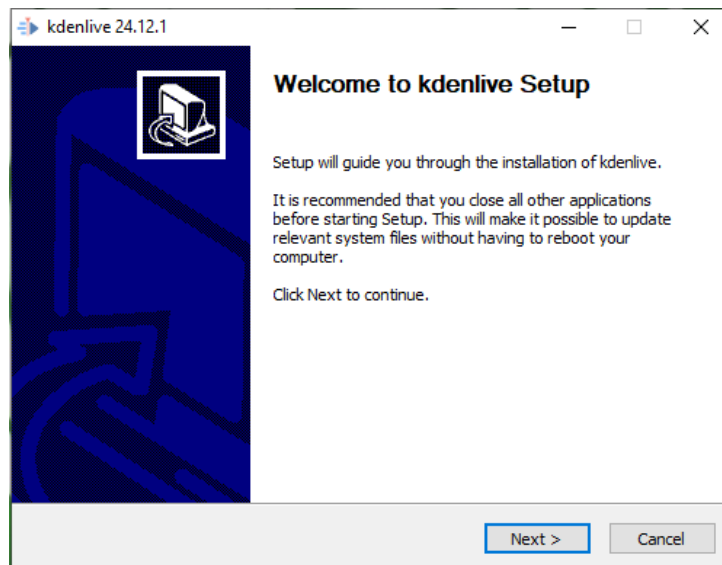 kdenlive 24.12.1
Welcome to kdenlive Setup
Setup will guide you through the installation of kdenlive.
It is recommended that you close all other applications
before starting Setup. This will make it possible to update
relevant system files without having to reboot your
computer.
Click Next to continue.
Next >
Cancel